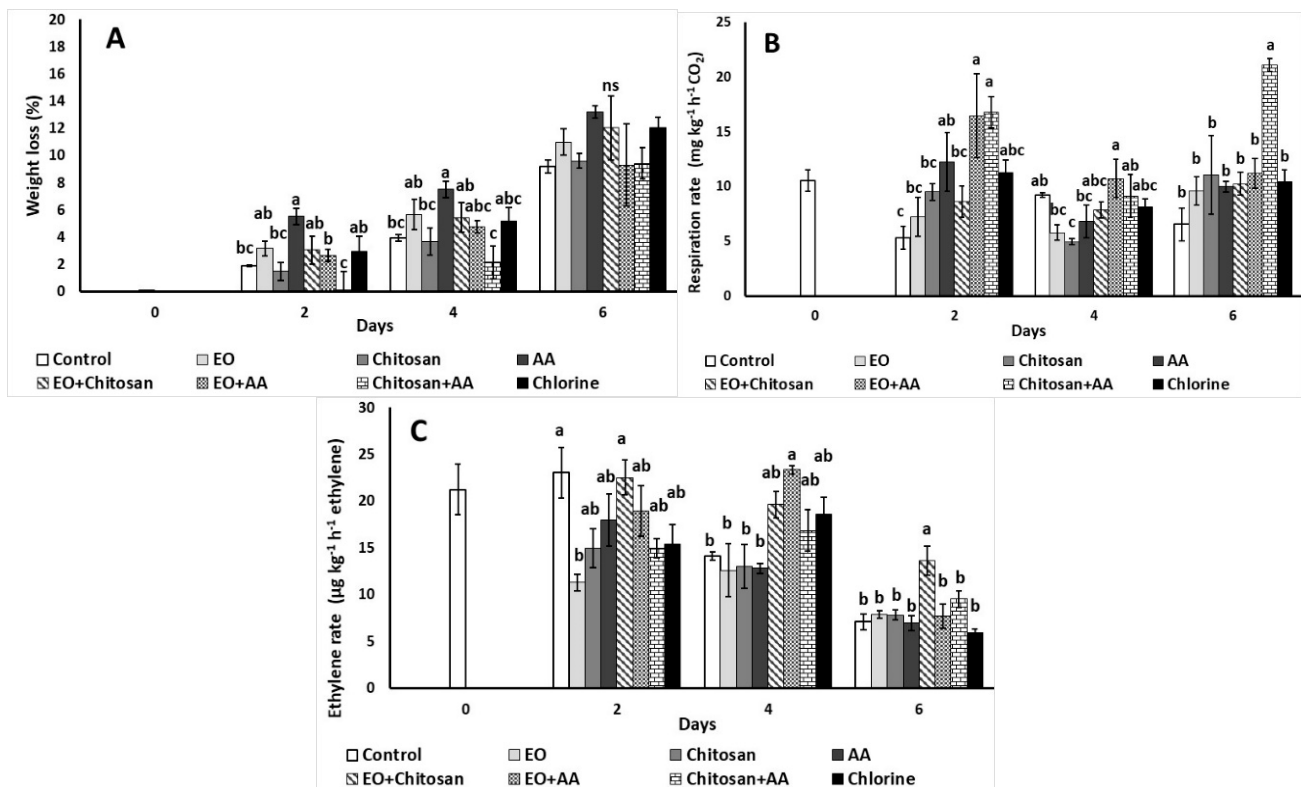 A
Weight loss (%)
20
18
16
14
12
10
8
6
4
2
0
bc ab bc a ab b c ab
bc ab bc a ab abc c abc
ns
0 2 4 6
Days
Control EO Chitosan AA
EO+Chitosan EO+AA Chitosan+AA Chlorine
B
Respiration rate (mg kg⁻¹ h⁻¹ CO₂)
25
20
15
10
5
0
c bc bc ab bc a a abc
ab bc c abc abc a ab abc
b b b b b b a b
0 2 4 6
Days
Control EO Chitosan AA
EO+Chitosan EO+AA Chitosan+AA Chlorine
C
Ethylene rate (µg kg⁻¹ h⁻¹ ethylene)
30
25
20
15
10
5
0
a b ab ab a ab ab ab
b b b b ab a ab ab
b b b b a b b b
0 2 4 6
Days
Control EO Chitosan AA
EO+Chitosan EO+AA Chitosan+AA Chlorine